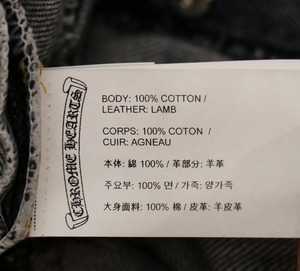 CHROME HEARTS
BODY: 100% COTTON /
LEATHER: LAMB
CORPS: 100% COTON /
CUIR: AGNEAU
本体: 綿 100% / 革部分: 羊革
주요부: 100% 면 / 가죽: 양가죽
大身面料: 100% 棉 / 皮革: 羊皮革